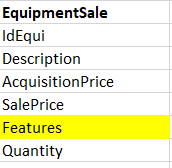 EquipmentSale
IdEqui
Description
AcquisitionPrice
SalePrice
Features
Quantity